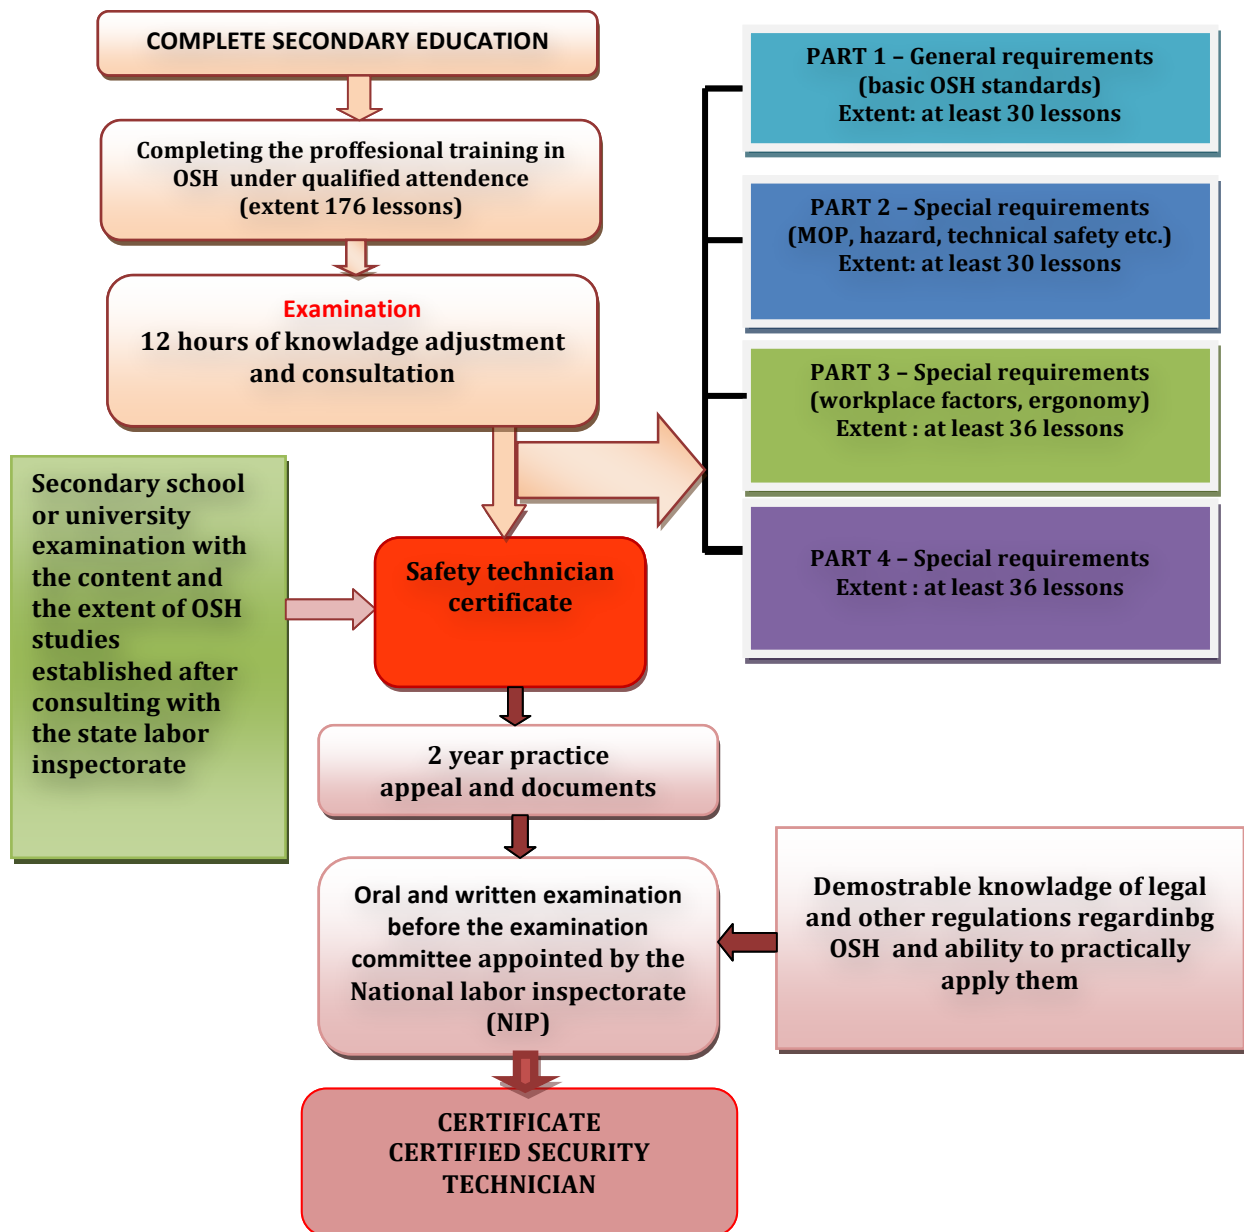 COMPLETE SECONDARY EDUCATION
Completing the proffesional training in
OSH under qualified attendence
(extent 176 lessons)
Examination
12 hours of knowladge adjustment
and consultation
PART 1 – General requirements
(basic OSH standards)
Extent: at least 30 lessons
PART 2 – Special requirements
(MOP, hazard, technical safety etc.)
Extent: at least 30 lessons
PART 3 – Special requirements
(workplace factors, ergonomy)
Extent : at least 36 lessons
PART 4 – Special requirements
Extent : at least 36 lessons
Secondary school
or university
examination with
the content and
the extent of OSH
studies
established after
consulting with
the state labor
inspectorate
Safety technician
certificate
2 year practice
appeal and documents
Oral and written examination
before the examination
committee appointed by the
National labor inspectorate
(NIP)
Demostrable knowladge of legal
and other regulations regardinbg
OSH and ability to practically
apply them
CERTIFICATE
CERTIFIED SECURITY
TECHNICIAN